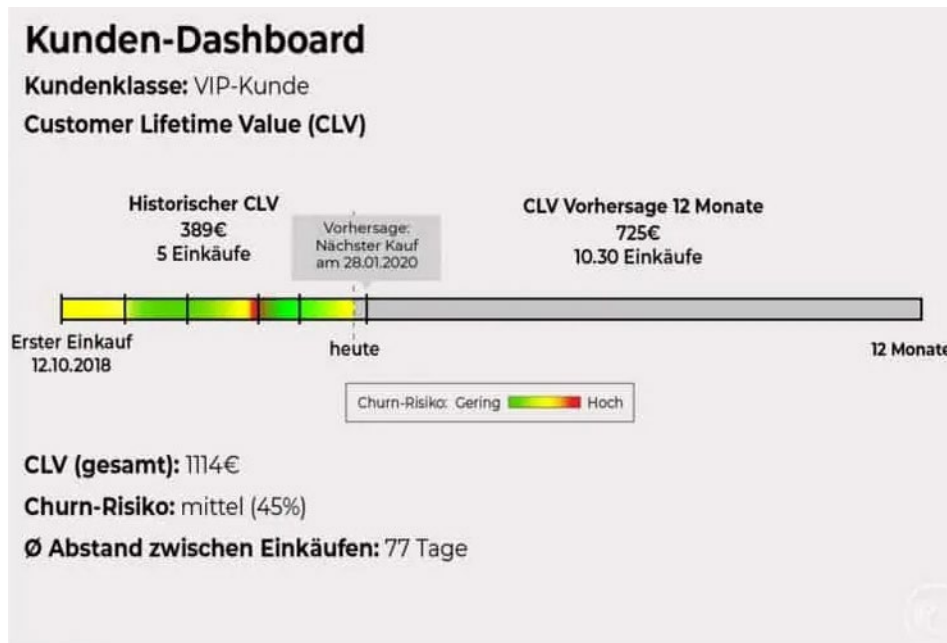 Kunden-Dashboard
Kundenklasse: VIP-Kunde
Customer Lifetime Value (CLV)
Historischer CLV
389€
5 Einkäufe
Vorhersage:
Nächster Kauf
am 28.01.2020
CLV Vorhersage 12 Monate
725€
10.30 Einkäufe
Erster Einkauf
12.10.2018
heute
12 Monate
Churn-Risiko: Gering Hoch
CLV (gesamt): 1114€
Churn-Risiko: mittel (45%)
Ø Abstand zwischen Einkäufen: 77 Tage